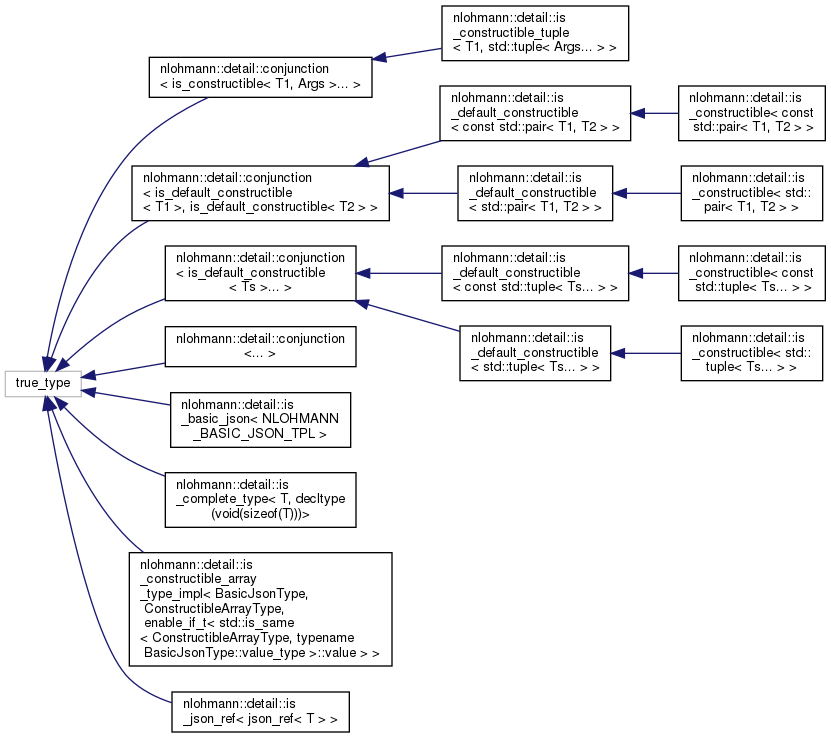 true_type
nlohmann::detail::conjunction
< is_constructible< T1, Args >... >
nlohmann::detail::is
_constructible_tuple
< T1, std::tuple< Args... > >
nlohmann::detail::conjunction
< is_default_constructible
< T1 >, is_default_constructible< T2 > >
nlohmann::detail::is
_default_constructible
< const std::pair< T1, T2 > >
nlohmann::detail::is
_constructible< const
std::pair< T1, T2 > >
nlohmann::detail::is
_default_constructible
< std::pair< T1, T2 > >
nlohmann::detail::is
_constructible< std::
pair< T1, T2 > >
nlohmann::detail::conjunction
< is_default_constructible
< Ts >... >
nlohmann::detail::is
_default_constructible
< const std::tuple< Ts... > >
nlohmann::detail::is
_constructible< const
std::tuple< Ts... > >
nlohmann::detail::is
_default_constructible
< std::tuple< Ts... > >
nlohmann::detail::is
_constructible< std::
tuple< Ts... > >
nlohmann::detail::conjunction
<... >
nlohmann::detail::is
_basic_json< NLOHMANN
_BASIC_JSON_TPL >
nlohmann::detail::is
_complete_type< T, decltype
(void(sizeof(T)))>
nlohmann::detail::is
_constructible_array
_type_impl< BasicJsonType,
ConstructibleArrayType,
enable_if_t< std::is_same
< ConstructibleArrayType, typename
BasicJsonType::value_type >::value > >
nlohmann::detail::is
_json_ref< json_ref< T > >